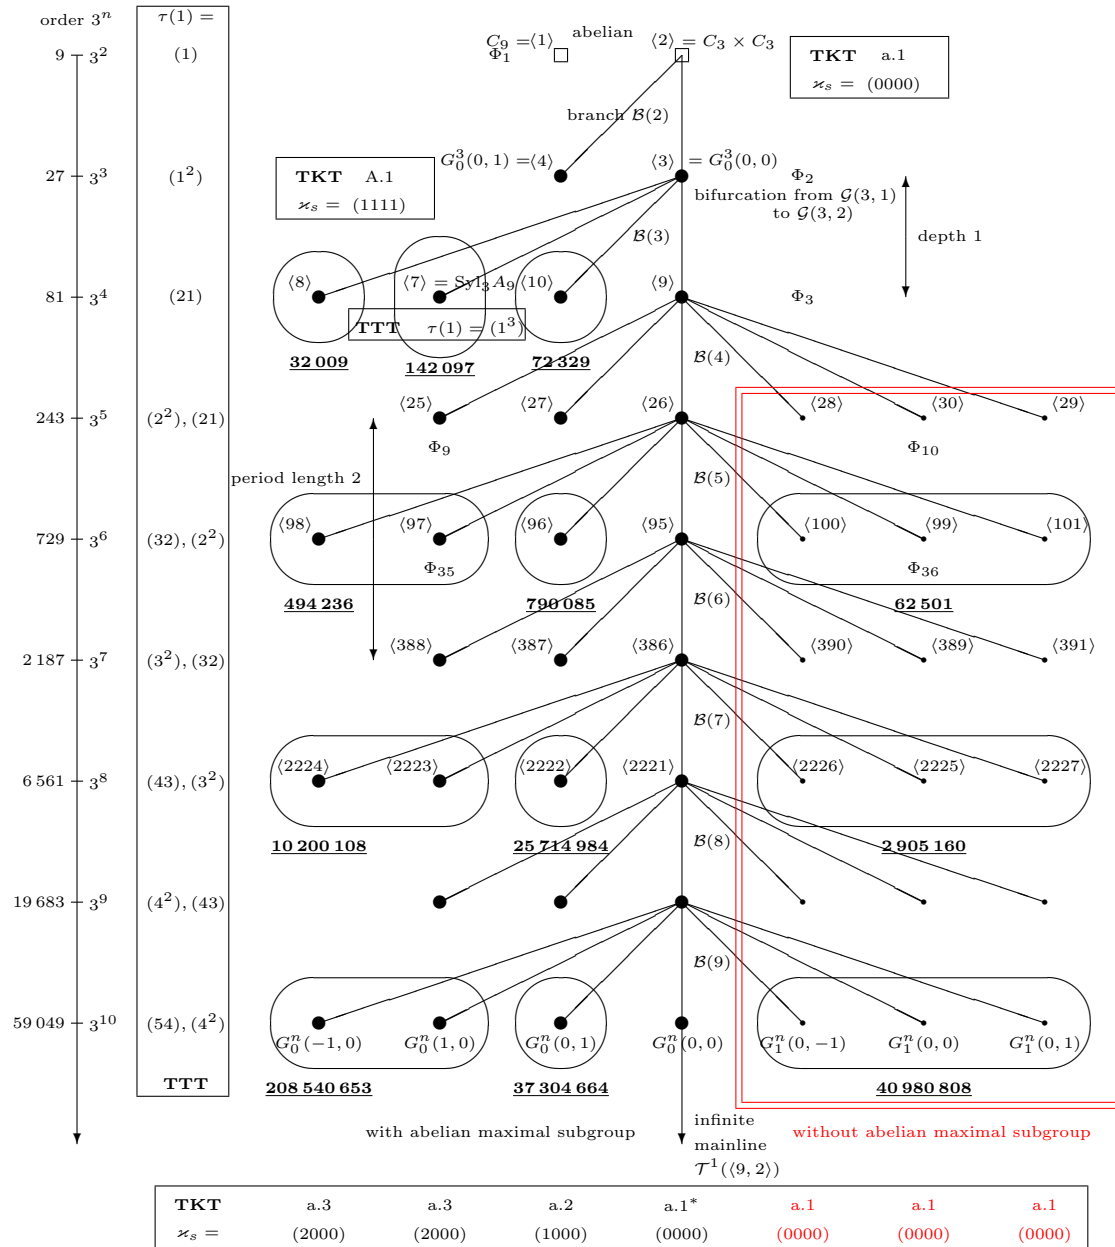 order 3^n
τ(1) =
C_9 = ⟨1⟩
abelian
⟨2⟩ = C_3 × C_3
9 3^2
(1)
Φ_1
TKT a.1
ϰ_s = (0000)
branch B(2)
G_0^3(0, 1) = ⟨4⟩
⟨3⟩ = G_0^3(0, 0)
27 3^3
(1^2)
TKT A.1
ϰ_s = (1111)
Φ_2
bifurcation from G(3, 1)
to G(3, 2)
B(3)
depth 1
81 3^4
(21)
⟨8⟩
⟨7⟩ = Syl_3 A_9
⟨10⟩
⟨9⟩
Φ_3
TTT τ(1) = (1^3)
32 009
142 097
72 329
B(4)
243 3^5
(2^2), (21)
⟨25⟩
⟨27⟩
⟨26⟩
⟨28⟩
⟨30⟩
⟨29⟩
Φ_9
Φ_10
period length 2
B(5)
729 3^6
(32), (2^2)
⟨98⟩
⟨97⟩
⟨96⟩
⟨95⟩
⟨100⟩
⟨99⟩
⟨101⟩
Φ_35
Φ_36
494 236
790 085
B(6)
62 501
2 187 3^7
(3^2), (32)
⟨388⟩
⟨387⟩
⟨386⟩
⟨390⟩
⟨389⟩
⟨391⟩
B(7)
6 561 3^8
(43), (3^2)
⟨2224⟩
⟨2223⟩
⟨2222⟩
⟨2221⟩
⟨2226⟩
⟨2225⟩
⟨2227⟩
10 200 108
25 714 984
B(8)
2 905 160
19 683 3^9
(4^2), (43)
B(9)
59 049 3^10
(54), (4^2)
G_0^n(−1, 0)
G_0^n(1, 0)
G_0^n(0, 1)
G_0^n(0, 0)
G_1^n(0, −1)
G_1^n(0, 0)
G_1^n(0, 1)
TTT
208 540 653
37 304 664
40 980 808
with abelian maximal subgroup
infinite
mainline
T^1(⟨9, 2⟩)
without abelian maximal subgroup
TKT a.3 a.3 a.2 a.1* a.1 a.1 a.1
ϰ_s = (2000) (2000) (1000) (0000) (0000) (0000) (0000)